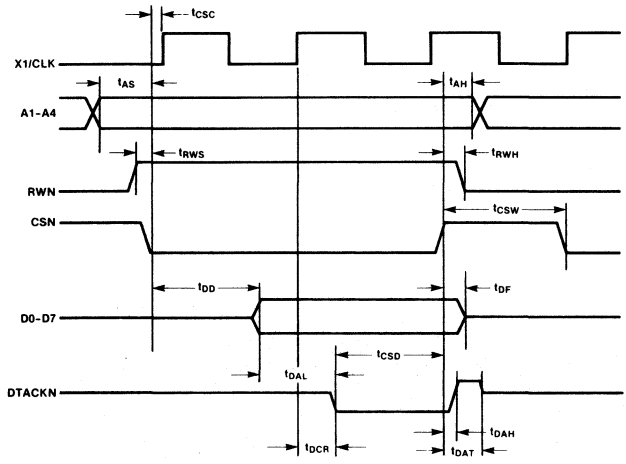 tCSC
X1/CLK
tAS
tAH
A1–A4
tRWS
tRWH
RWN
CSN
tCSW
tDD
tDF
D0–D7
tCSD
tDAL
DTACKN
tDAH
tDCR
tDAT